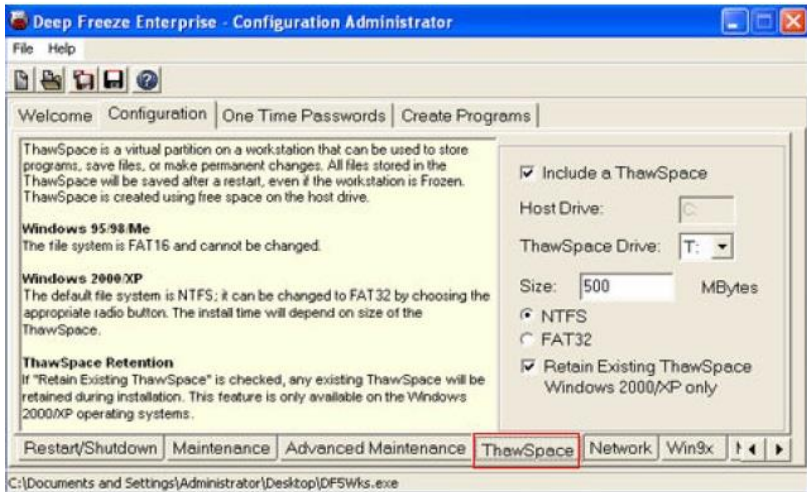 Deep Freeze Enterprise - Configuration Administrator
File Help
Welcome Configuration One Time Passwords Create Programs
ThawSpace is a virtual partition on a workstation that can be used to store
programs, save files, or make permanent changes. All files stored in the
ThawSpace will be saved after a restart, even if the workstation is Frozen.
ThawSpace is created using free space on the host drive.
Windows 95/98/Me
The file system is FAT16 and cannot be changed.
Windows 2000/XP
The default file system is NTFS; it can be changed to FAT32 by choosing the
appropriate radio button. The install time will depend on size of the
ThawSpace.
ThawSpace Retention
If "Retain Existing ThawSpace" is checked, any existing ThawSpace will be
retained during installation. This feature is only available on the Windows
2000/XP operating systems.
Include a ThawSpace
Host Drive: C:
ThawSpace Drive: T:
Size: 500 MBytes
NTFS
FAT32
Retain Existing ThawSpace
Windows 2000/XP only
Restart/Shutdown Maintenance Advanced Maintenance ThawSpace Network Win9x
C:\Documents and Settings\Administrator\Desktop\DF5Wks.exe